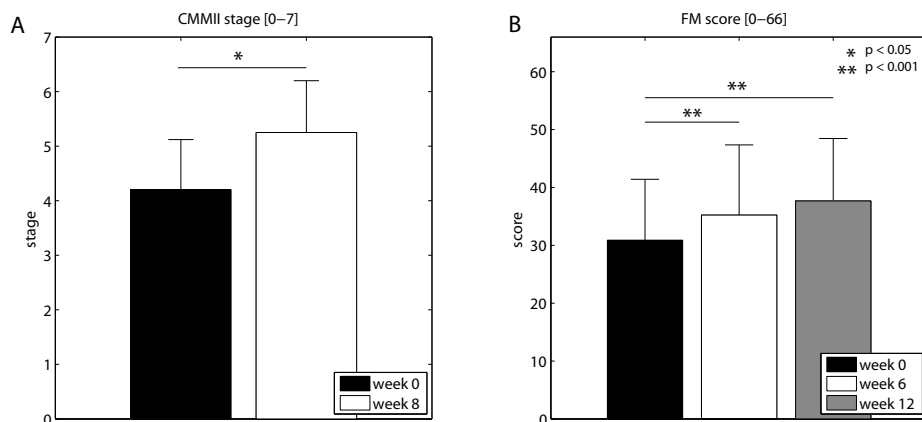 A
CMMII stage [0–7]
7
6
5
4
3
2
1
0
stage
*
week 0
week 8
B
FM score [0–66]
60
50
40
30
20
10
0
score
* p < 0.05
** p < 0.001
**
**
week 0
week 6
week 12